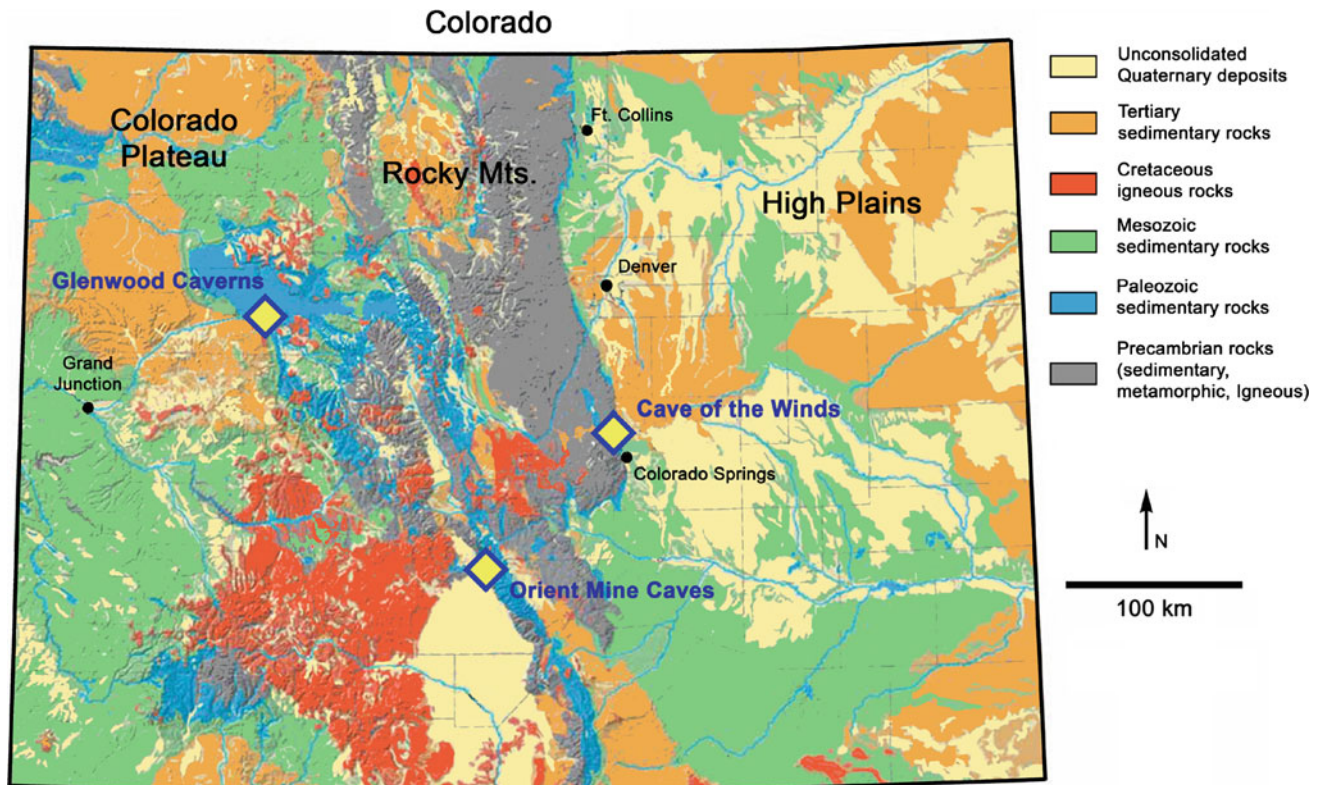 Colorado
Colorado
Plateau
Rocky Mts.
Ft. Collins
High Plains
Denver
Glenwood Caverns
Grand
Junction
Cave of the Winds
Colorado Springs
Orient Mine Caves
Unconsolidated
Quaternary deposits
Tertiary
sedimentary rocks
Cretaceous
igneous rocks
Mesozoic
sedimentary rocks
Paleozoic
sedimentary rocks
Precambrian rocks
(sedimentary,
metamorphic, Igneous)
N
100 km